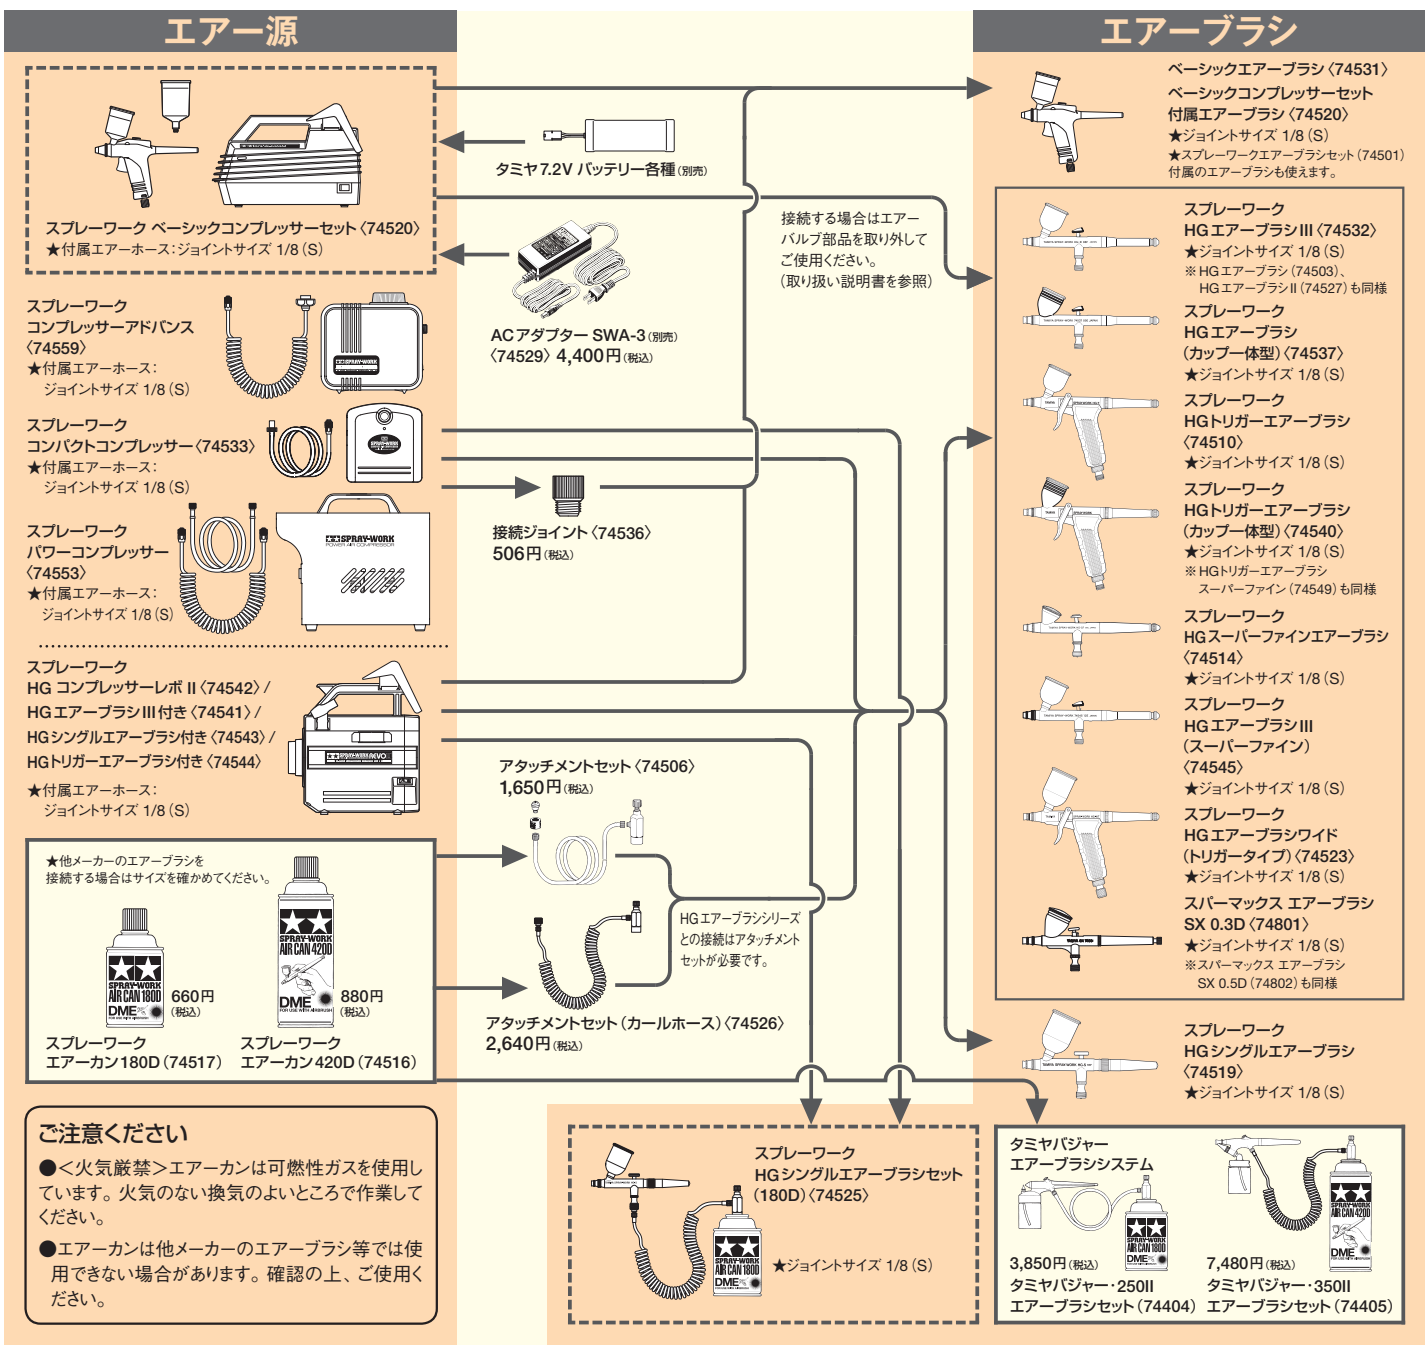 エアー源
スプレーワーク ベーシックコンプレッサーセット〈74520〉
★付属エアーホース：ジョイントサイズ 1/8（S）
スプレーワーク
コンプレッサーアドバンス
〈74559〉
★付属エアーホース：
ジョイントサイズ 1/8（S）
SPRAY-WORK
スプレーワーク
コンパクトコンプレッサー〈74533〉
★付属エアーホース：
ジョイントサイズ 1/8（S）
SPRAY-WORK
スプレーワーク
パワーコンプレッサー
〈74553〉
★付属エアーホース：
ジョイントサイズ 1/8（S）
SPRAY-WORK
POWER AIR COMPRESSOR
スプレーワーク
HG コンプレッサーレボ II〈74542〉/
HGエアーブラシIII付き〈74541〉/
HGシングルエアーブラシ付き〈74543〉/
HGトリガーエアーブラシ付き〈74544〉
★付属エアーホース：
ジョイントサイズ 1/8（S）
SPRAY-WORK REVO
★他メーカーのエアーブラシを
接続する場合はサイズを確かめてください。
SPRAY-WORK
AIR CAN 180D
DME
FOR USE WITH AIRBRUSH
660円
（税込）
スプレーワーク
エアーカン180D（74517）
SPRAY-WORK
AIR CAN 420D
DME
FOR USE WITH AIRBRUSH
880円
（税込）
スプレーワーク
エアーカン420D（74516）
ご注意ください
●＜火気厳禁＞エアーカンは可燃性ガスを使用し
ています。火気のない換気のよいところで作業して
ください。
●エアーカンは他メーカーのエアーブラシ等では使
用できない場合があります。確認の上、ご使用く
ださい。
タミヤ7.2V バッテリー各種（別売）
ACアダプター SWA-3（別売）
〈74529〉 4,400円（税込）
接続する場合はエアー
バルブ部品を取り外して
ご使用ください。
（取り扱い説明書を参照）
接続ジョイント〈74536〉
506円（税込）
アタッチメントセット〈74506〉
1,650円（税込）
HGエアーブラシシリーズ
との接続はアタッチメント
セットが必要です。
アタッチメントセット（カールホース）〈74526〉
2,640円（税込）
エアーブラシ
ベーシックエアーブラシ〈74531〉
ベーシックコンプレッサーセット
付属エアーブラシ〈74520〉
★ジョイントサイズ 1/8（S）
★スプレーワークエアーブラシセット（74501）
付属のエアーブラシも使えます。
スプレーワーク
HGエアーブラシIII〈74532〉
★ジョイントサイズ 1/8（S）
※HGエアーブラシ（74503）、
HGエアーブラシII（74527）も同様
スプレーワーク
HGエアーブラシ
（カップ一体型）〈74537〉
★ジョイントサイズ 1/8（S）
スプレーワーク
HGトリガーエアーブラシ
〈74510〉
★ジョイントサイズ 1/8（S）
スプレーワーク
HGトリガーエアーブラシ
（カップ一体型）〈74540〉
★ジョイントサイズ 1/8（S）
※HGトリガーエアーブラシ
スーパーファイン（74549）も同様
スプレーワーク
HGスーパーファインエアーブラシ
〈74514〉
★ジョイントサイズ 1/8（S）
スプレーワーク
HGエアーブラシIII
（スーパーファイン）
〈74545〉
★ジョイントサイズ 1/8（S）
スプレーワーク
HGエアーブラシワイド
（トリガータイプ）〈74523〉
★ジョイントサイズ 1/8（S）
スパーマックス エアーブラシ
SX 0.3D〈74801〉
★ジョイントサイズ 1/8（S）
※スパーマックス エアーブラシ
SX 0.5D（74802）も同様
スプレーワーク
HGシングルエアーブラシ
〈74519〉
★ジョイントサイズ 1/8（S）
スプレーワーク
HGシングルエアーブラシセット
（180D）〈74525〉
SPRAY-WORK
AIR CAN 180D
DME
★ジョイントサイズ 1/8（S）
タミヤバジャー
エアーブラシシステム
SPRAY-WORK
AIR CAN 180D
DME
3,850円（税込）
タミヤバジャー・250II
エアーブラシセット（74404）
SPRAY-WORK
AIR CAN 420D
DME
7,480円（税込）
タミヤバジャー・350II
エアーブラシセット（74405）